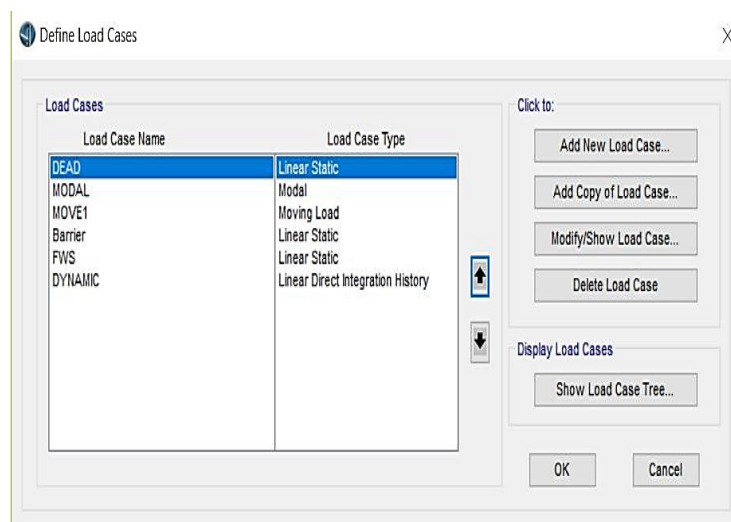 Define Load Cases
Load Cases
Load Case Name Load Case Type
DEAD Linear Static
MODAL Modal
MOVE1 Moving Load
Barrier Linear Static
FWS Linear Static
DYNAMIC Linear Direct Integration History
Click to:
Add New Load Case...
Add Copy of Load Case...
Modify/Show Load Case...
Delete Load Case
Display Load Cases
Show Load Case Tree...
OK Cancel